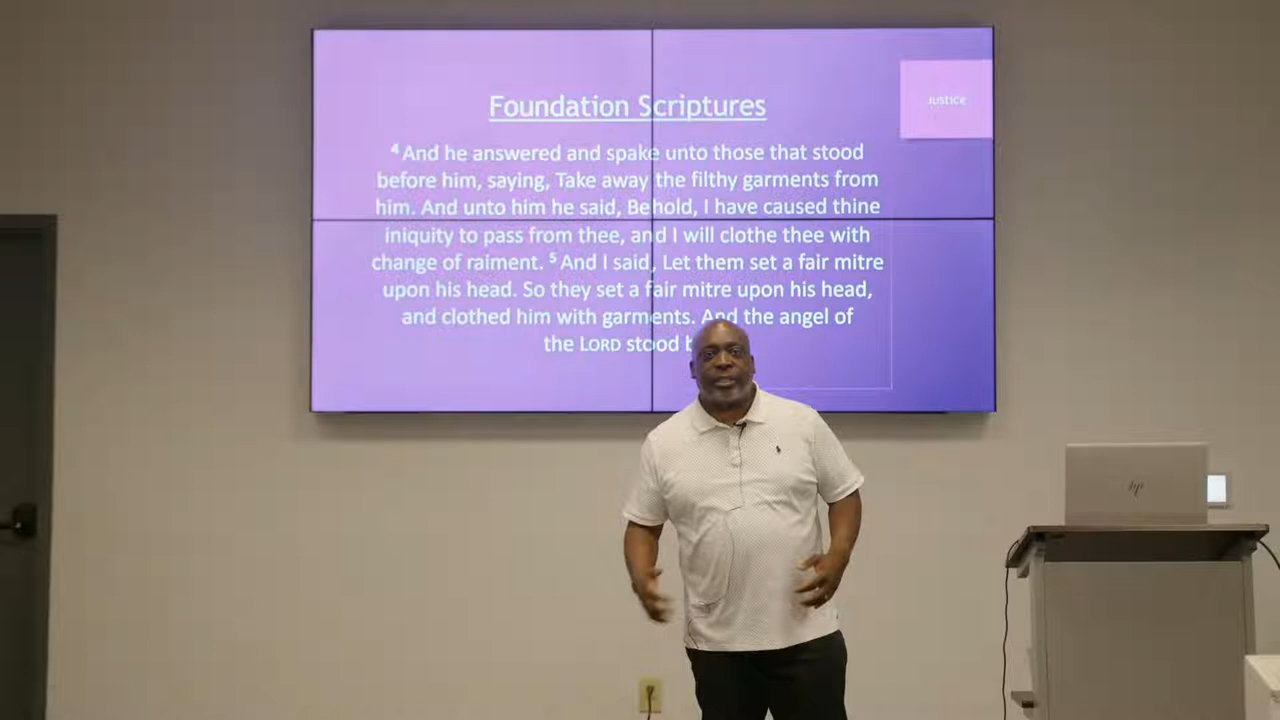 Foundation Scriptures
Justice
⁴ And he answered and spake unto those that stood
before him, saying, Take away the filthy garments from
him. And unto him he said, Behold, I have caused thine
iniquity to pass from thee, and I will clothe thee with
change of raiment. ⁵ And I said, Let them set a fair mitre
upon his head. So they set a fair mitre upon his head,
and clothed him with garments. And the angel of
the LORD stood
hp